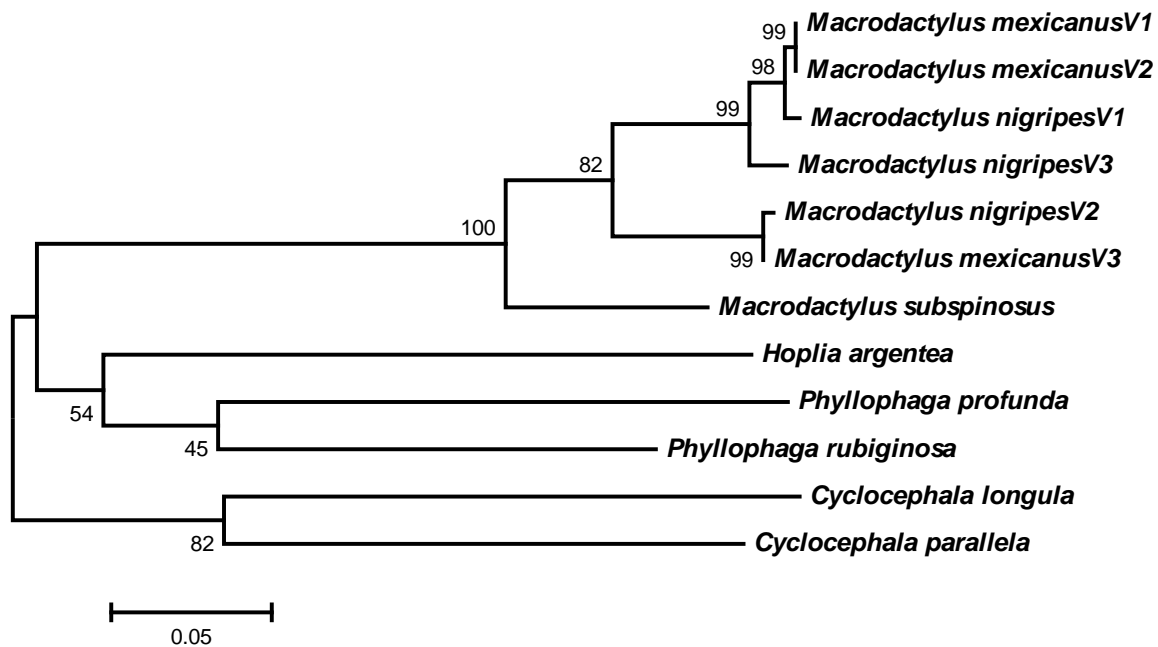 99 Macrodactylus mexicanusV1
98 Macrodactylus mexicanusV2
99 Macrodactylus nigripesV1
82 Macrodactylus nigripesV3
Macrodactylus nigripesV2
100
99 Macrodactylus mexicanusV3
Macrodactylus subspinosus
Hoplia argentea
54 Phyllophaga profunda
45 Phyllophaga rubiginosa
Cyclocephala longula
82 Cyclocephala parallela
0.05